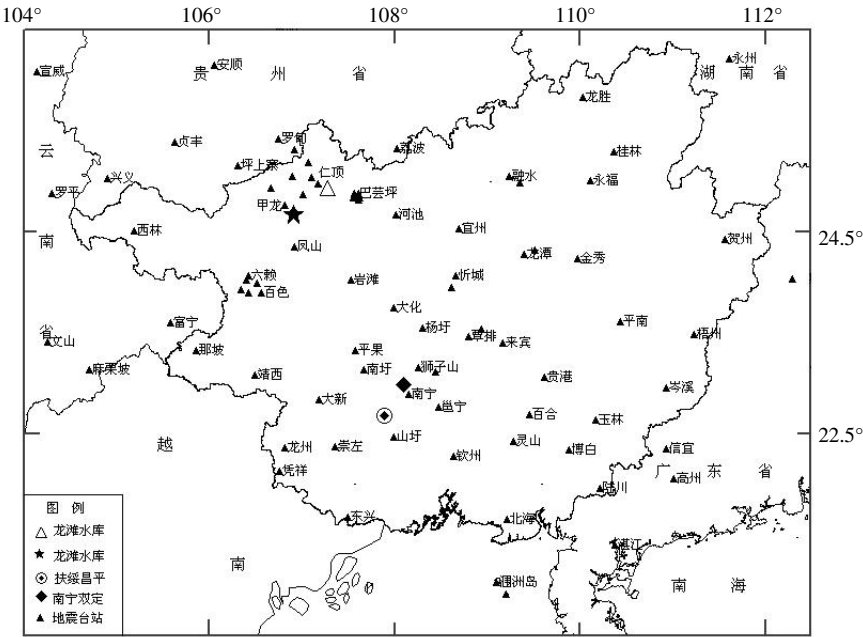 104° 106° 108° 110° 112°
宣威 安顺 永州
贵 州 省 湖 南 省
龙胜
云 贞丰 罗甸 荔波 桂林
坪上寨 仁顶
兴义 融水 永福
罗平 巴芸坪
甲龙 河池
南 西林 宜州 贺州 24.5°
凤山 龙潭 金秀
六赖 岩滩 忻城
百色
大化
省 富宁 杨圩 平南
文山 草排 来宾 梧州
那坡 平果
麻栗坡 靖西 南圩 狮子山 贵港
南宁 岑溪
大新 邕宁
百合 玉林
越 山圩 22.5°
龙州 崇左 灵山 博白 信宜
钦州
凭祥 广 东 省
高州
陆川
图 例 东兴 北海
龙滩水库 湛江
龙滩水库
扶绥昌平 南 涠洲岛 南 海
南宁双定
地震台站